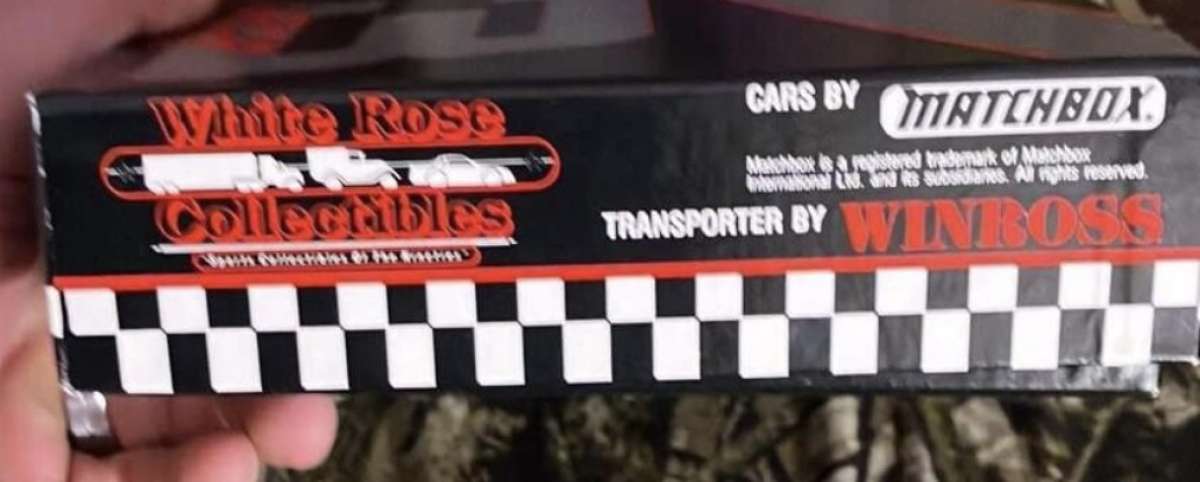 White Rose
Collectibles
Sports Collectibles Of The Nineties
CARS BY MATCHBOX
Matchbox is a registered trademark of Matchbox
International Ltd. and its subsidiaries. All rights reserved.
TRANSPORTER BY WINROSS